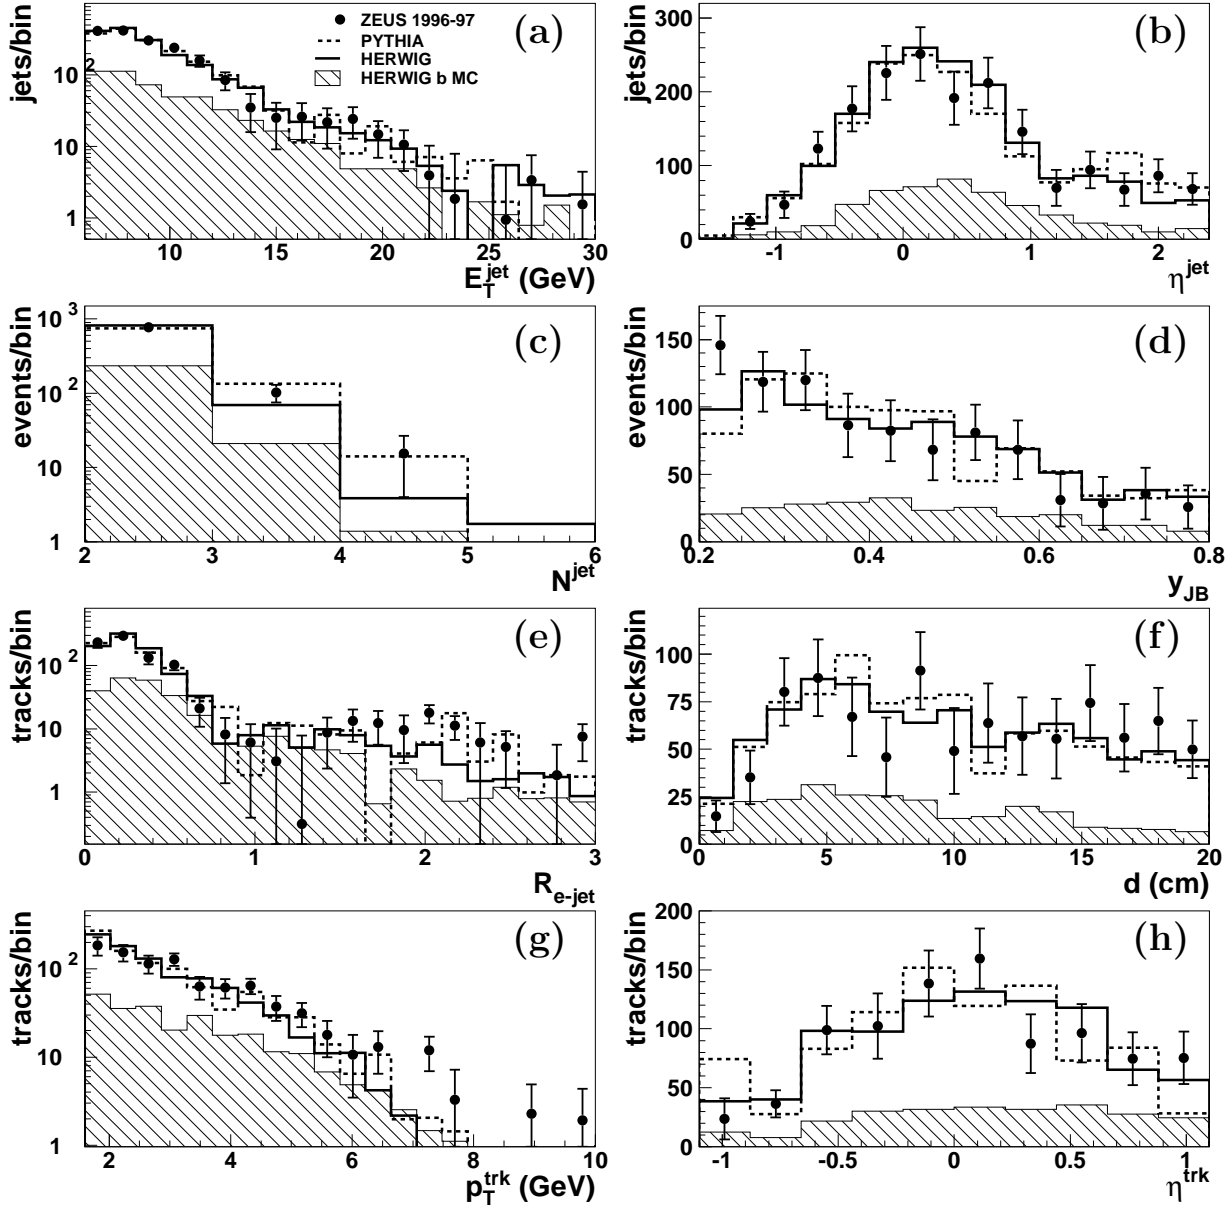 ZEUS 1996-97
PYTHIA
HERWIG
HERWIG b MC
(a)
jets/bin
10 2
10
1
10 15 20 25 30
E_T^jet (GeV)
(b)
jets/bin
300
200
100
0
-1 0 1 2
η^jet
(c)
events/bin
10 3
10 2
10
1
2 3 4 5 6
N^jet
(d)
events/bin
150
100
50
0
0.2 0.4 0.6 0.8
y_JB
(e)
tracks/bin
10 2
10
1
0 1 2 3
R_e-jet
(f)
tracks/bin
100
75
50
25
0
0 5 10 15 20
d (cm)
(g)
tracks/bin
10 2
10
1
2 4 6 8 10
p_T^trk (GeV)
(h)
tracks/bin
200
150
100
50
0
-1 -0.5 0 0.5 1
η^trk